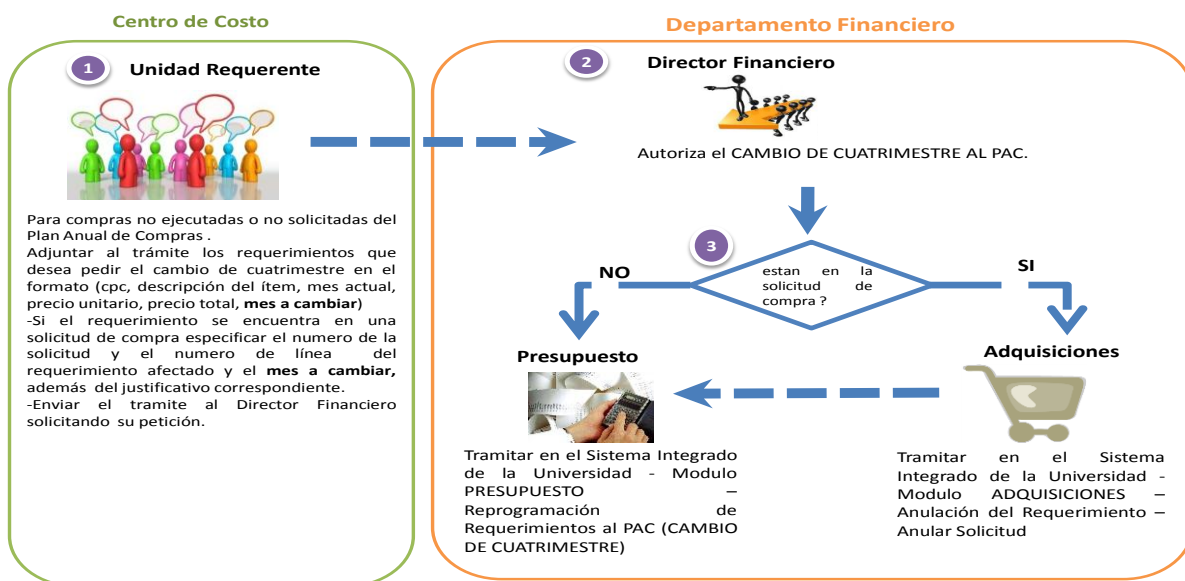 Centro de Costo
Departamento Financiero
1
Unidad Requerente
Para compras no ejecutadas o no solicitadas del
Plan Anual de Compras .
Adjuntar al trámite los requerimientos que
desea pedir el cambio de cuatrimestre en el
formato (cpc, descripción del ítem, mes actual,
precio unitario, precio total, mes a cambiar)
-Si el requerimiento se encuentra en una
solicitud de compra especificar el numero de la
solicitud y el numero de línea del
requerimiento afectado y el mes a cambiar,
además del justificativo correspondiente.
-Enviar el tramite al Director Financiero
solicitando su petición.
2
Director Financiero
Autoriza el CAMBIO DE CUATRIMESTRE AL PAC.
3
estan en la
solicitud de
compra ?
NO
SI
Presupuesto
Tramitar en el Sistema Integrado
de la Universidad - Modulo
PRESUPUESTO –
Reprogramación de
Requerimientos al PAC (CAMBIO
DE CUATRIMESTRE)
Adquisiciones
Tramitar en el Sistema
Integrado de la Universidad -
Modulo ADQUISICIONES –
Anulación del Requerimiento –
Anular Solicitud